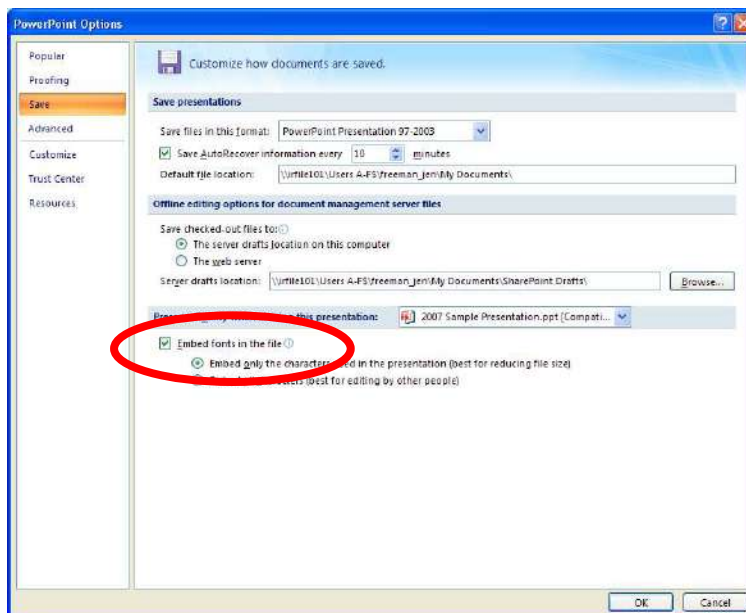 PowerPoint Options
Popular
Proofing
Save
Advanced
Customize
Trust Center
Resources
Customize how documents are saved.
Save presentations
Save files in this format: PowerPoint Presentation 97-2003
Save AutoRecover information every 10 minutes
Default file location: \\irfile101\Users A-F$\freeman_jen\My Documents\
Offline editing options for document management server files
Save checked-out files to:
The server drafts location on this computer
The web server
Server drafts location: \\irfile101\Users A-F$\freeman_jen\My Documents\SharePoint Drafts\ Browse...
this presentation: 2007 Sample Presentation.ppt [Compati...
Embed fonts in the file
Embed only the characters used in the presentation (best for reducing file size)
(best for editing by other people)
OK Cancel